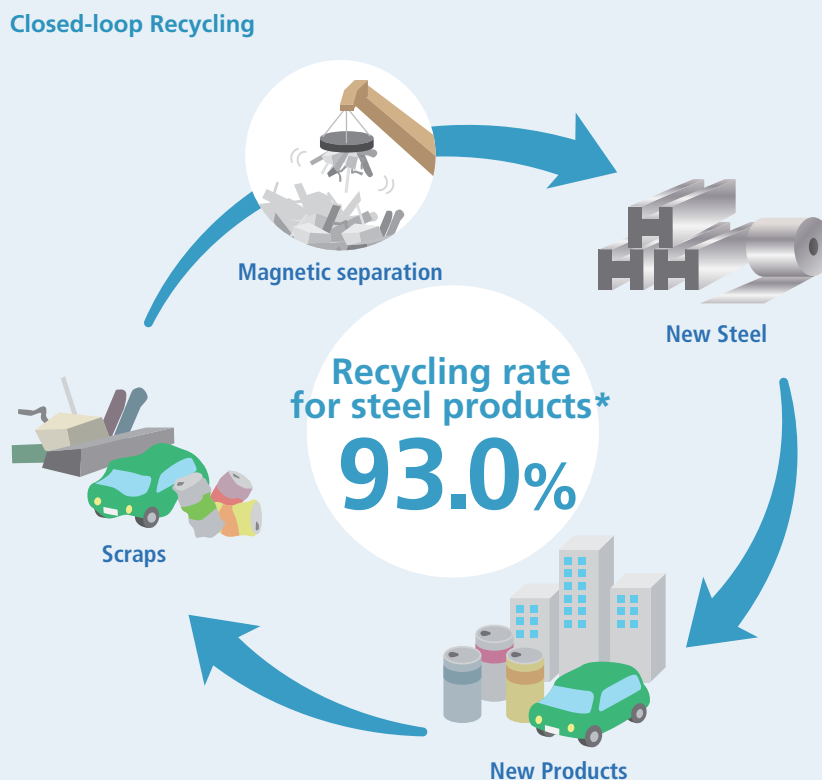 Closed-loop Recycling
Magnetic separation
New Steel
Recycling rate
for steel products*
93.0%
Scraps
New Products